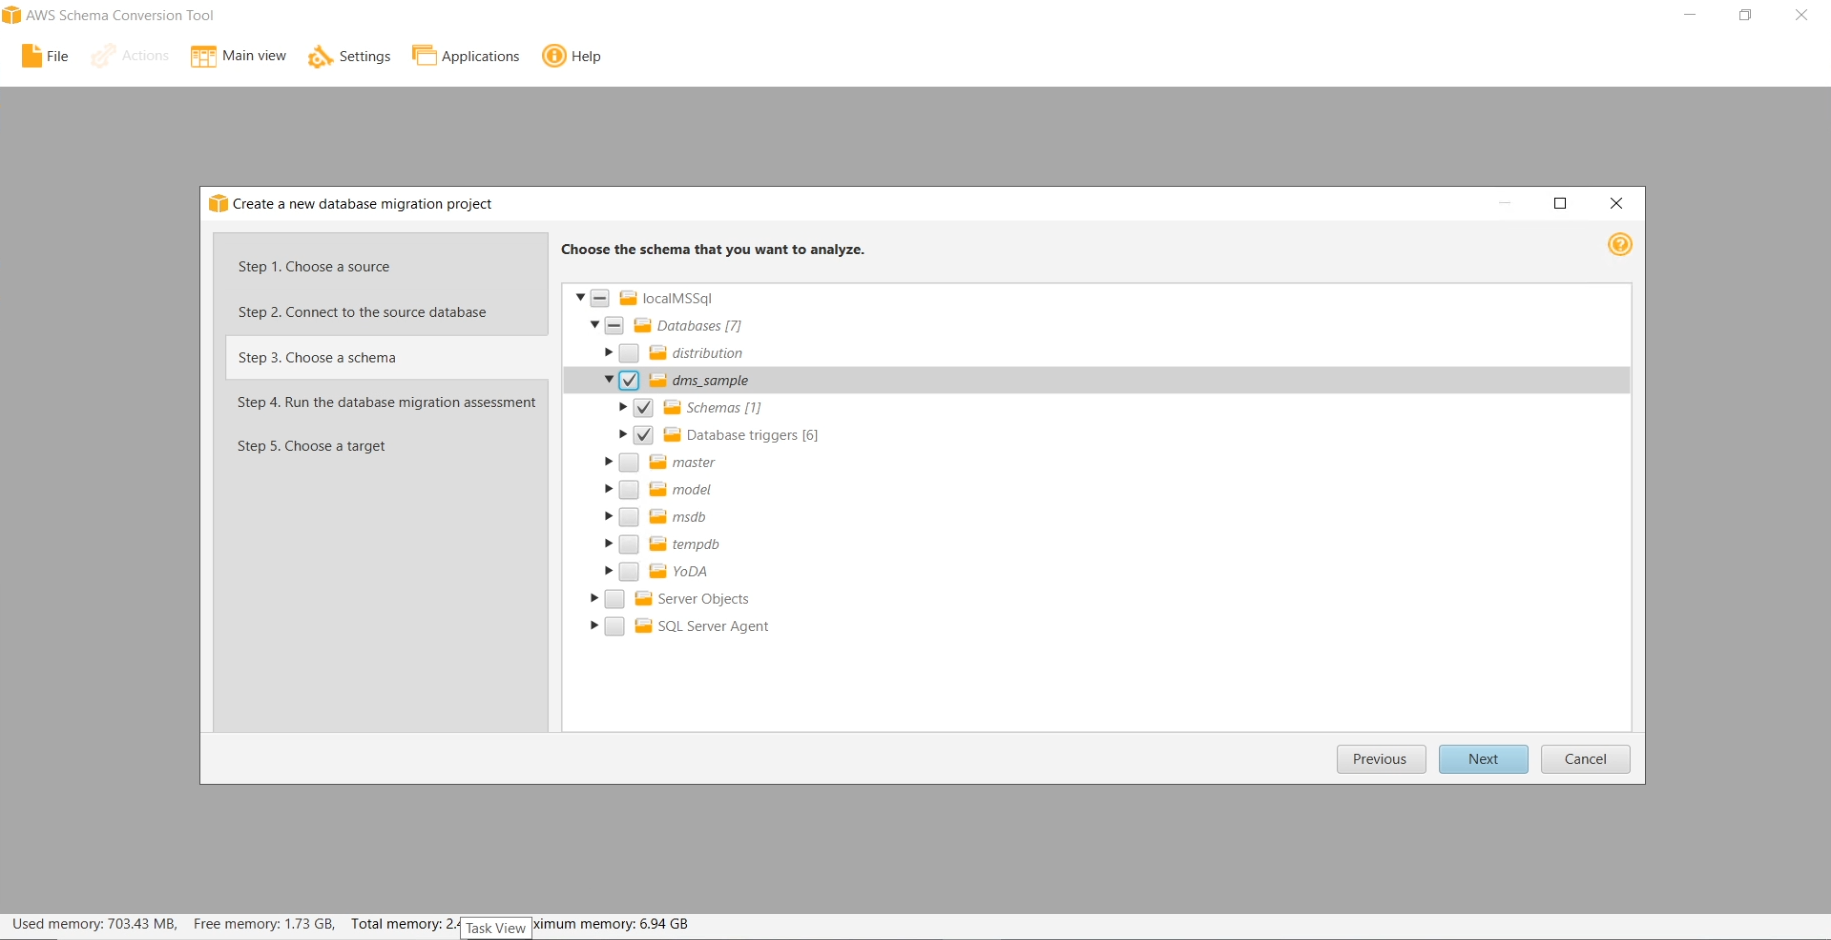 AWS Schema Conversion Tool
File Actions Main view Settings Applications Help
Create a new database migration project
Step 1. Choose a source
Step 2. Connect to the source database
Step 3. Choose a schema
Step 4. Run the database migration assessment
Step 5. Choose a target
Choose the schema that you want to analyze.
?
localMSSql
Databases [7]
distribution
dms_sample
Schemas [1]
Database triggers [6]
master
model
msdb
tempdb
YoDA
Server Objects
SQL Server Agent
Previous Next Cancel
Used memory: 703.43 MB, Free memory: 1.73 GB, Total memory: 2.4 Task View ximum memory: 6.94 GB